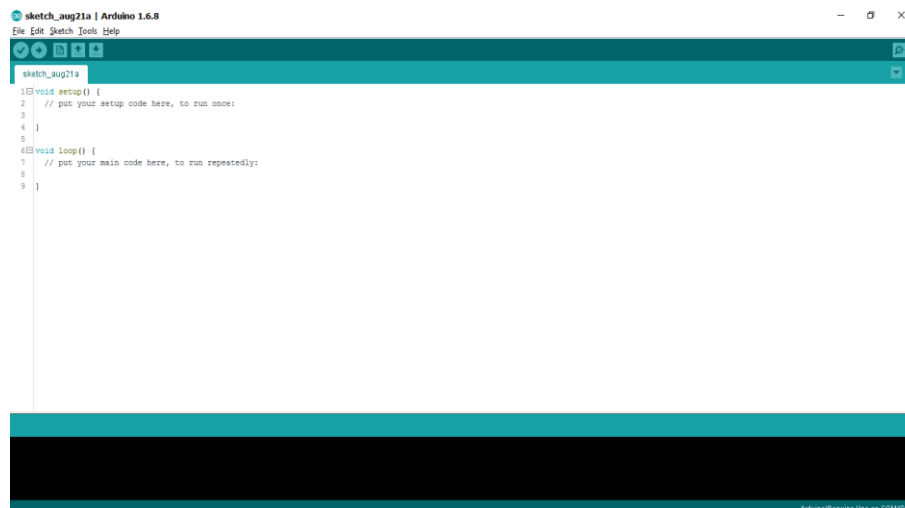 sketch_aug21a | Arduino 1.6.8
File Edit Sketch Tools Help
sketch_aug21a
1 void setup() {
2 // put your setup code here, to run once:
3
4 }
5
6 void loop() {
7 // put your main code here, to run repeatedly:
8
9 }